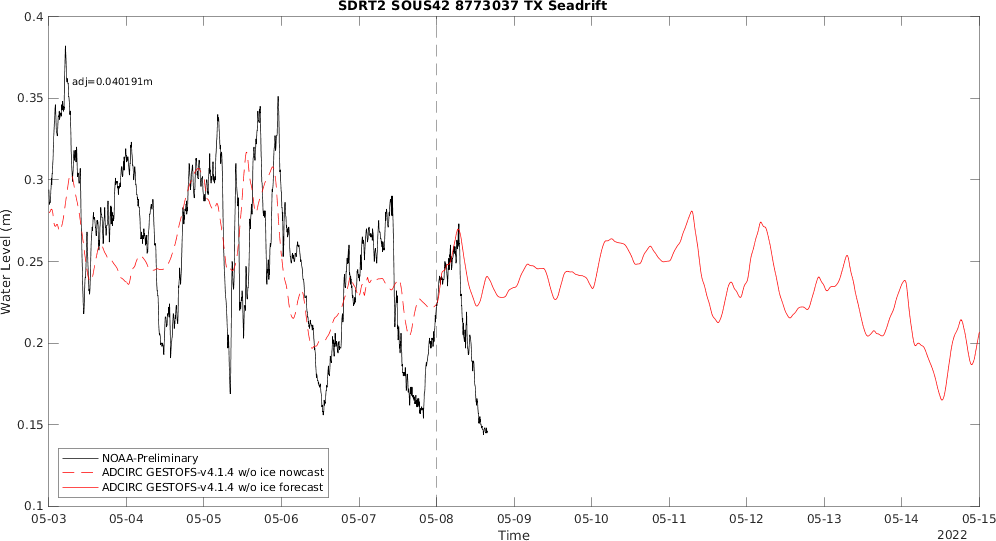 SDRT2 SOUS42 8773037 TX Seadrift
0.4
adj=0.040191m
0.35
0.3
0.25
0.2
0.15
0.1
Water Level (m)
NOAA-Preliminary
ADCIRC GESTOFS-v4.1.4 w/o ice nowcast
ADCIRC GESTOFS-v4.1.4 w/o ice forecast
05-03 05-04 05-05 05-06 05-07 05-08 05-09 05-10 05-11 05-12 05-13 05-14 05-15
Time
2022